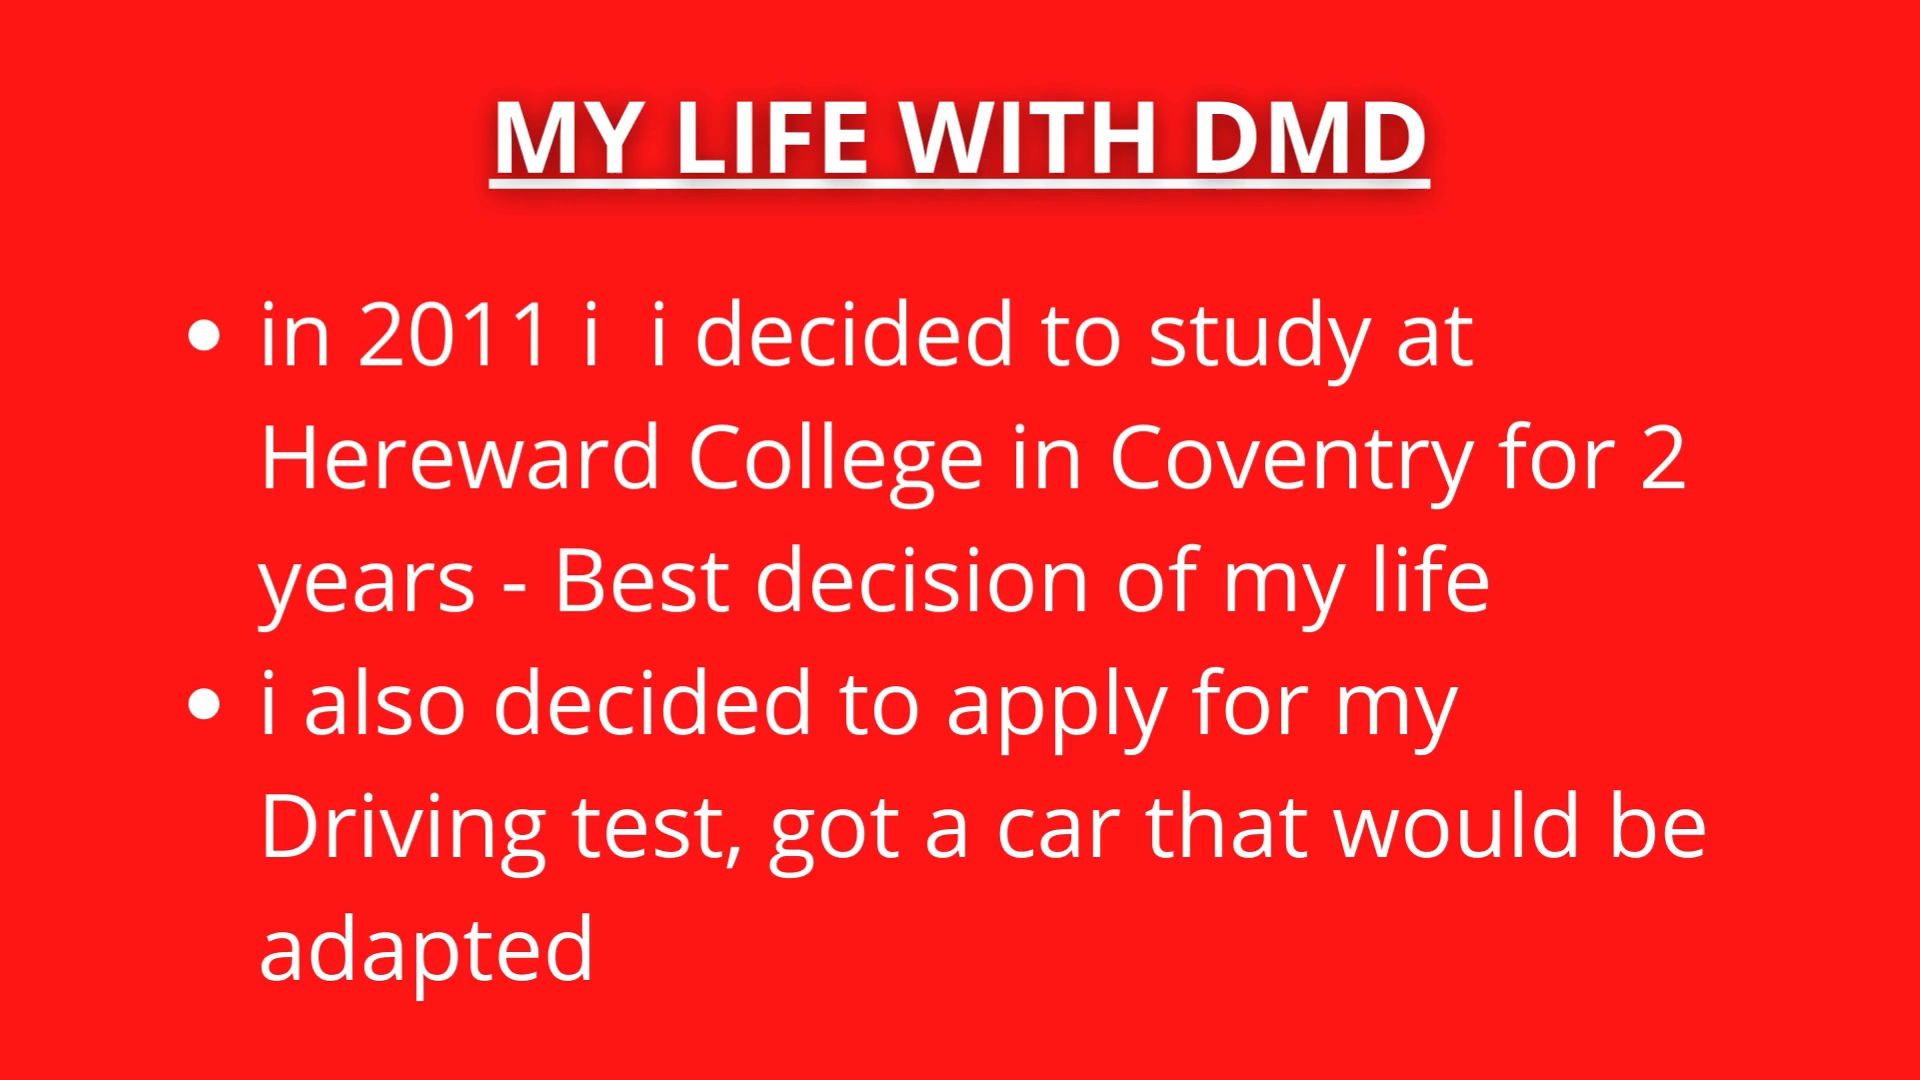 MY LIFE WITH DMD
• in 2011 i  i decided to study at
Hereward College in Coventry for 2
years - Best decision of my life
• i also decided to apply for my
Driving test, got a car that would be
adapted